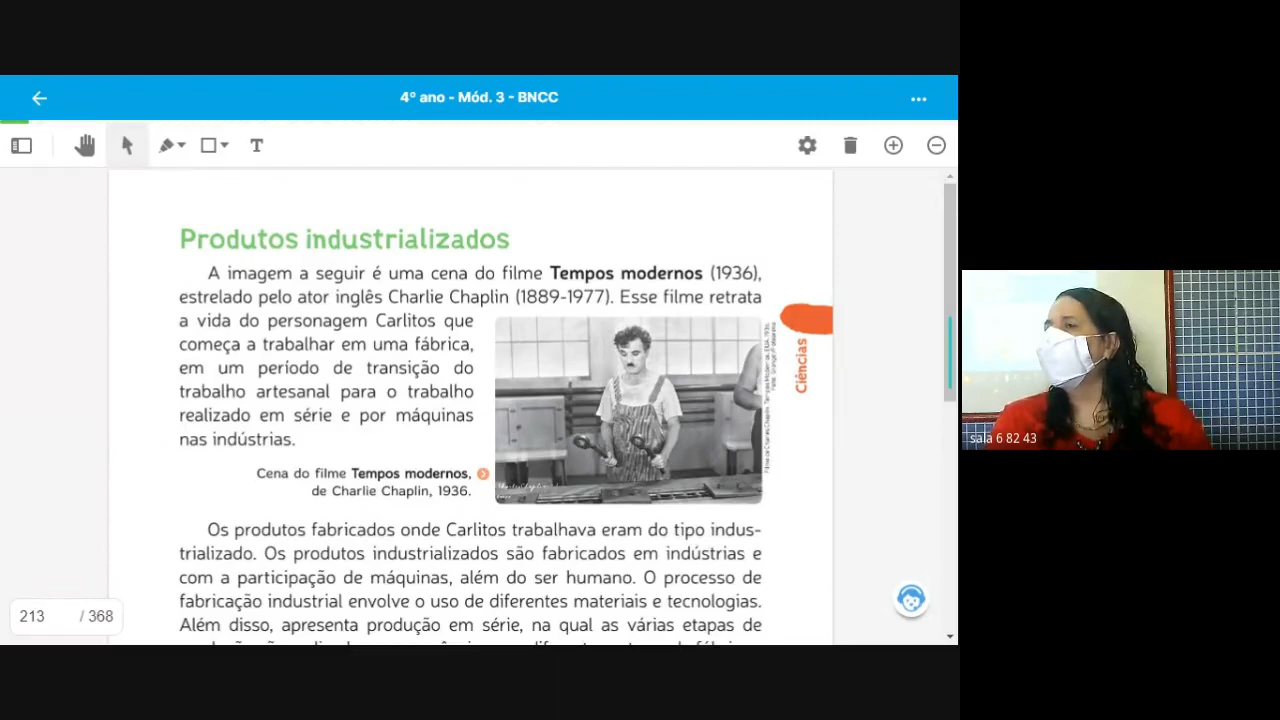 4º ano - Mód. 3 - BNCC
T
Produtos industrializados
A imagem a seguir é uma cena do filme Tempos modernos (1936),
estrelado pelo ator inglês Charlie Chaplin (1889-1977). Esse filme retrata
a vida do personagem Carlitos que
começa a trabalhar em uma fábrica,
em um período de transição do
trabalho artesanal para o trabalho
realizado em série e por máquinas
nas indústrias.
Cena do filme Tempos modernos,
de Charlie Chaplin, 1936.
Ciências
Os produtos fabricados onde Carlitos trabalhava eram do tipo indus-
trializado. Os produtos industrializados são fabricados em indústrias e
com a participação de máquinas, além do ser humano. O processo de
fabricação industrial envolve o uso de diferentes materiais e tecnologias.
Além disso, apresenta produção em série, na qual as várias etapas de
213 / 368
sala 6 82 43